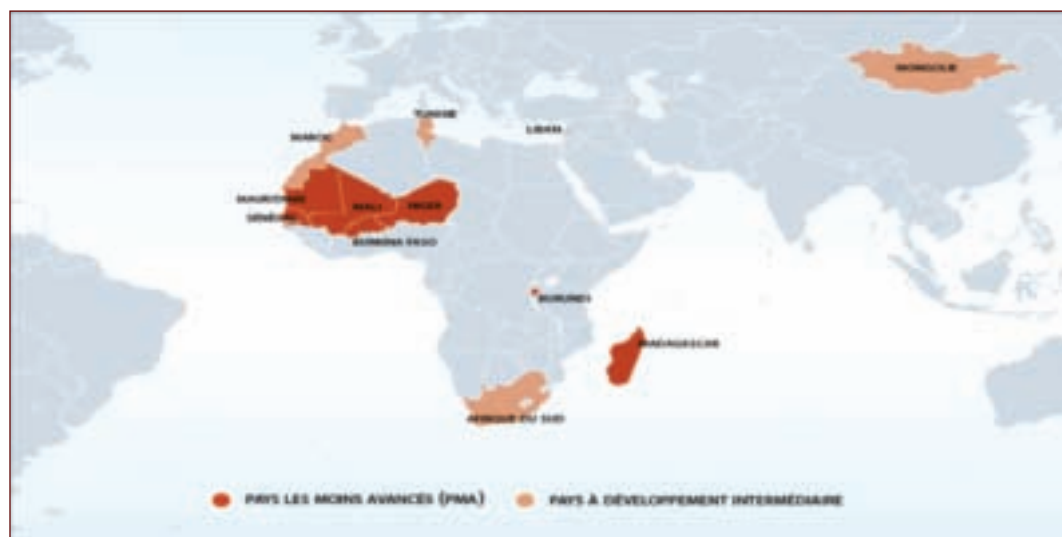 MONGOLIE
TUNISIE
MAROC
LIBAN
MAURITANIE
MALI
NIGER
SÉNÉGAL
BURKINA FASO
BURUNDI
MADAGASCAR
AFRIQUE DU SUD
PAYS LES MOINS AVANCÉS (PMA)
PAYS À DÉVELOPPEMENT INTERMÉDIAIRE